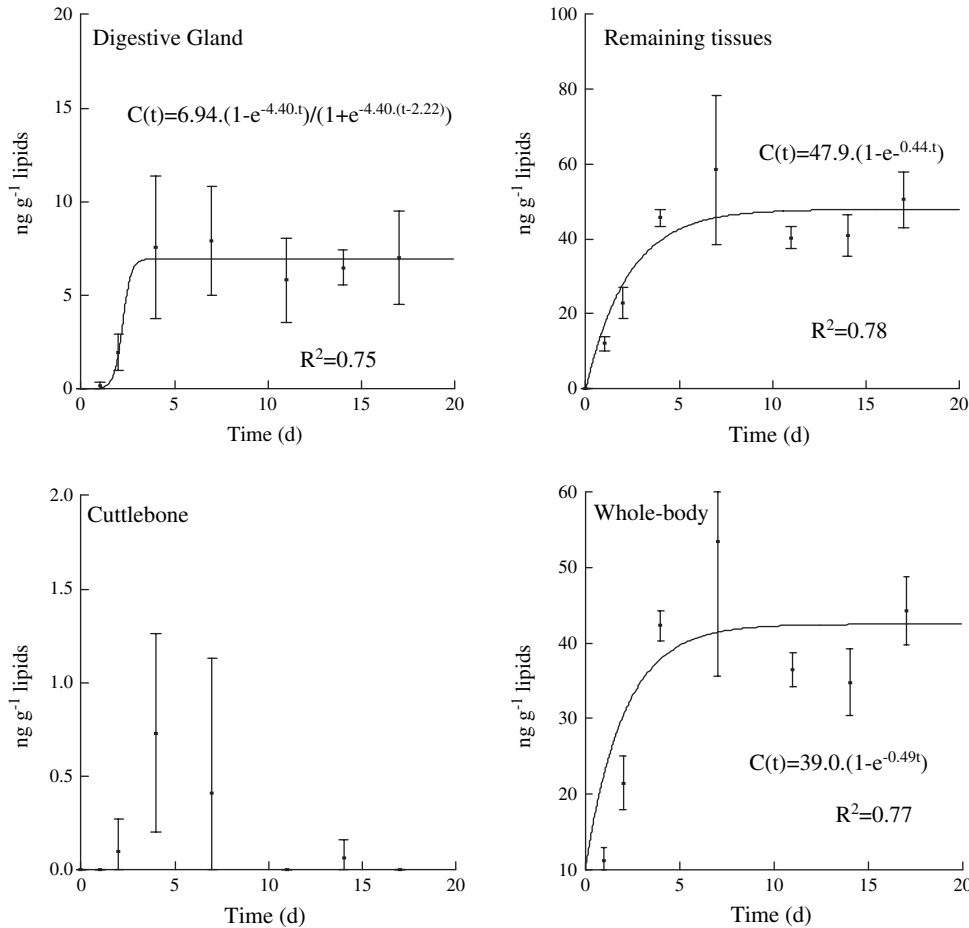 Digestive Gland
C(t)=6.94.(1-e^-4.40.t)/(1+e^-4.40.(t-2.22))
R²=0.75
ng g⁻¹ lipids
20
15
10
5
0
0 5 10 15 20
Time (d)
Remaining tissues
C(t)=47.9.(1-e-^0.44.t)
R²=0.78
ng g⁻¹ lipids
100
80
60
40
20
0
0 5 10 15 20
Time (d)
Cuttlebone
ng g⁻¹ lipids
2.0
1.5
1.0
0.5
0.0
0 5 10 15 20
Time (d)
Whole-body
C(t)=39.0.(1-e^-0.49t)
R²=0.77
ng g⁻¹ lipids
60
50
40
30
20
10
0 5 10 15 20
Time (d)